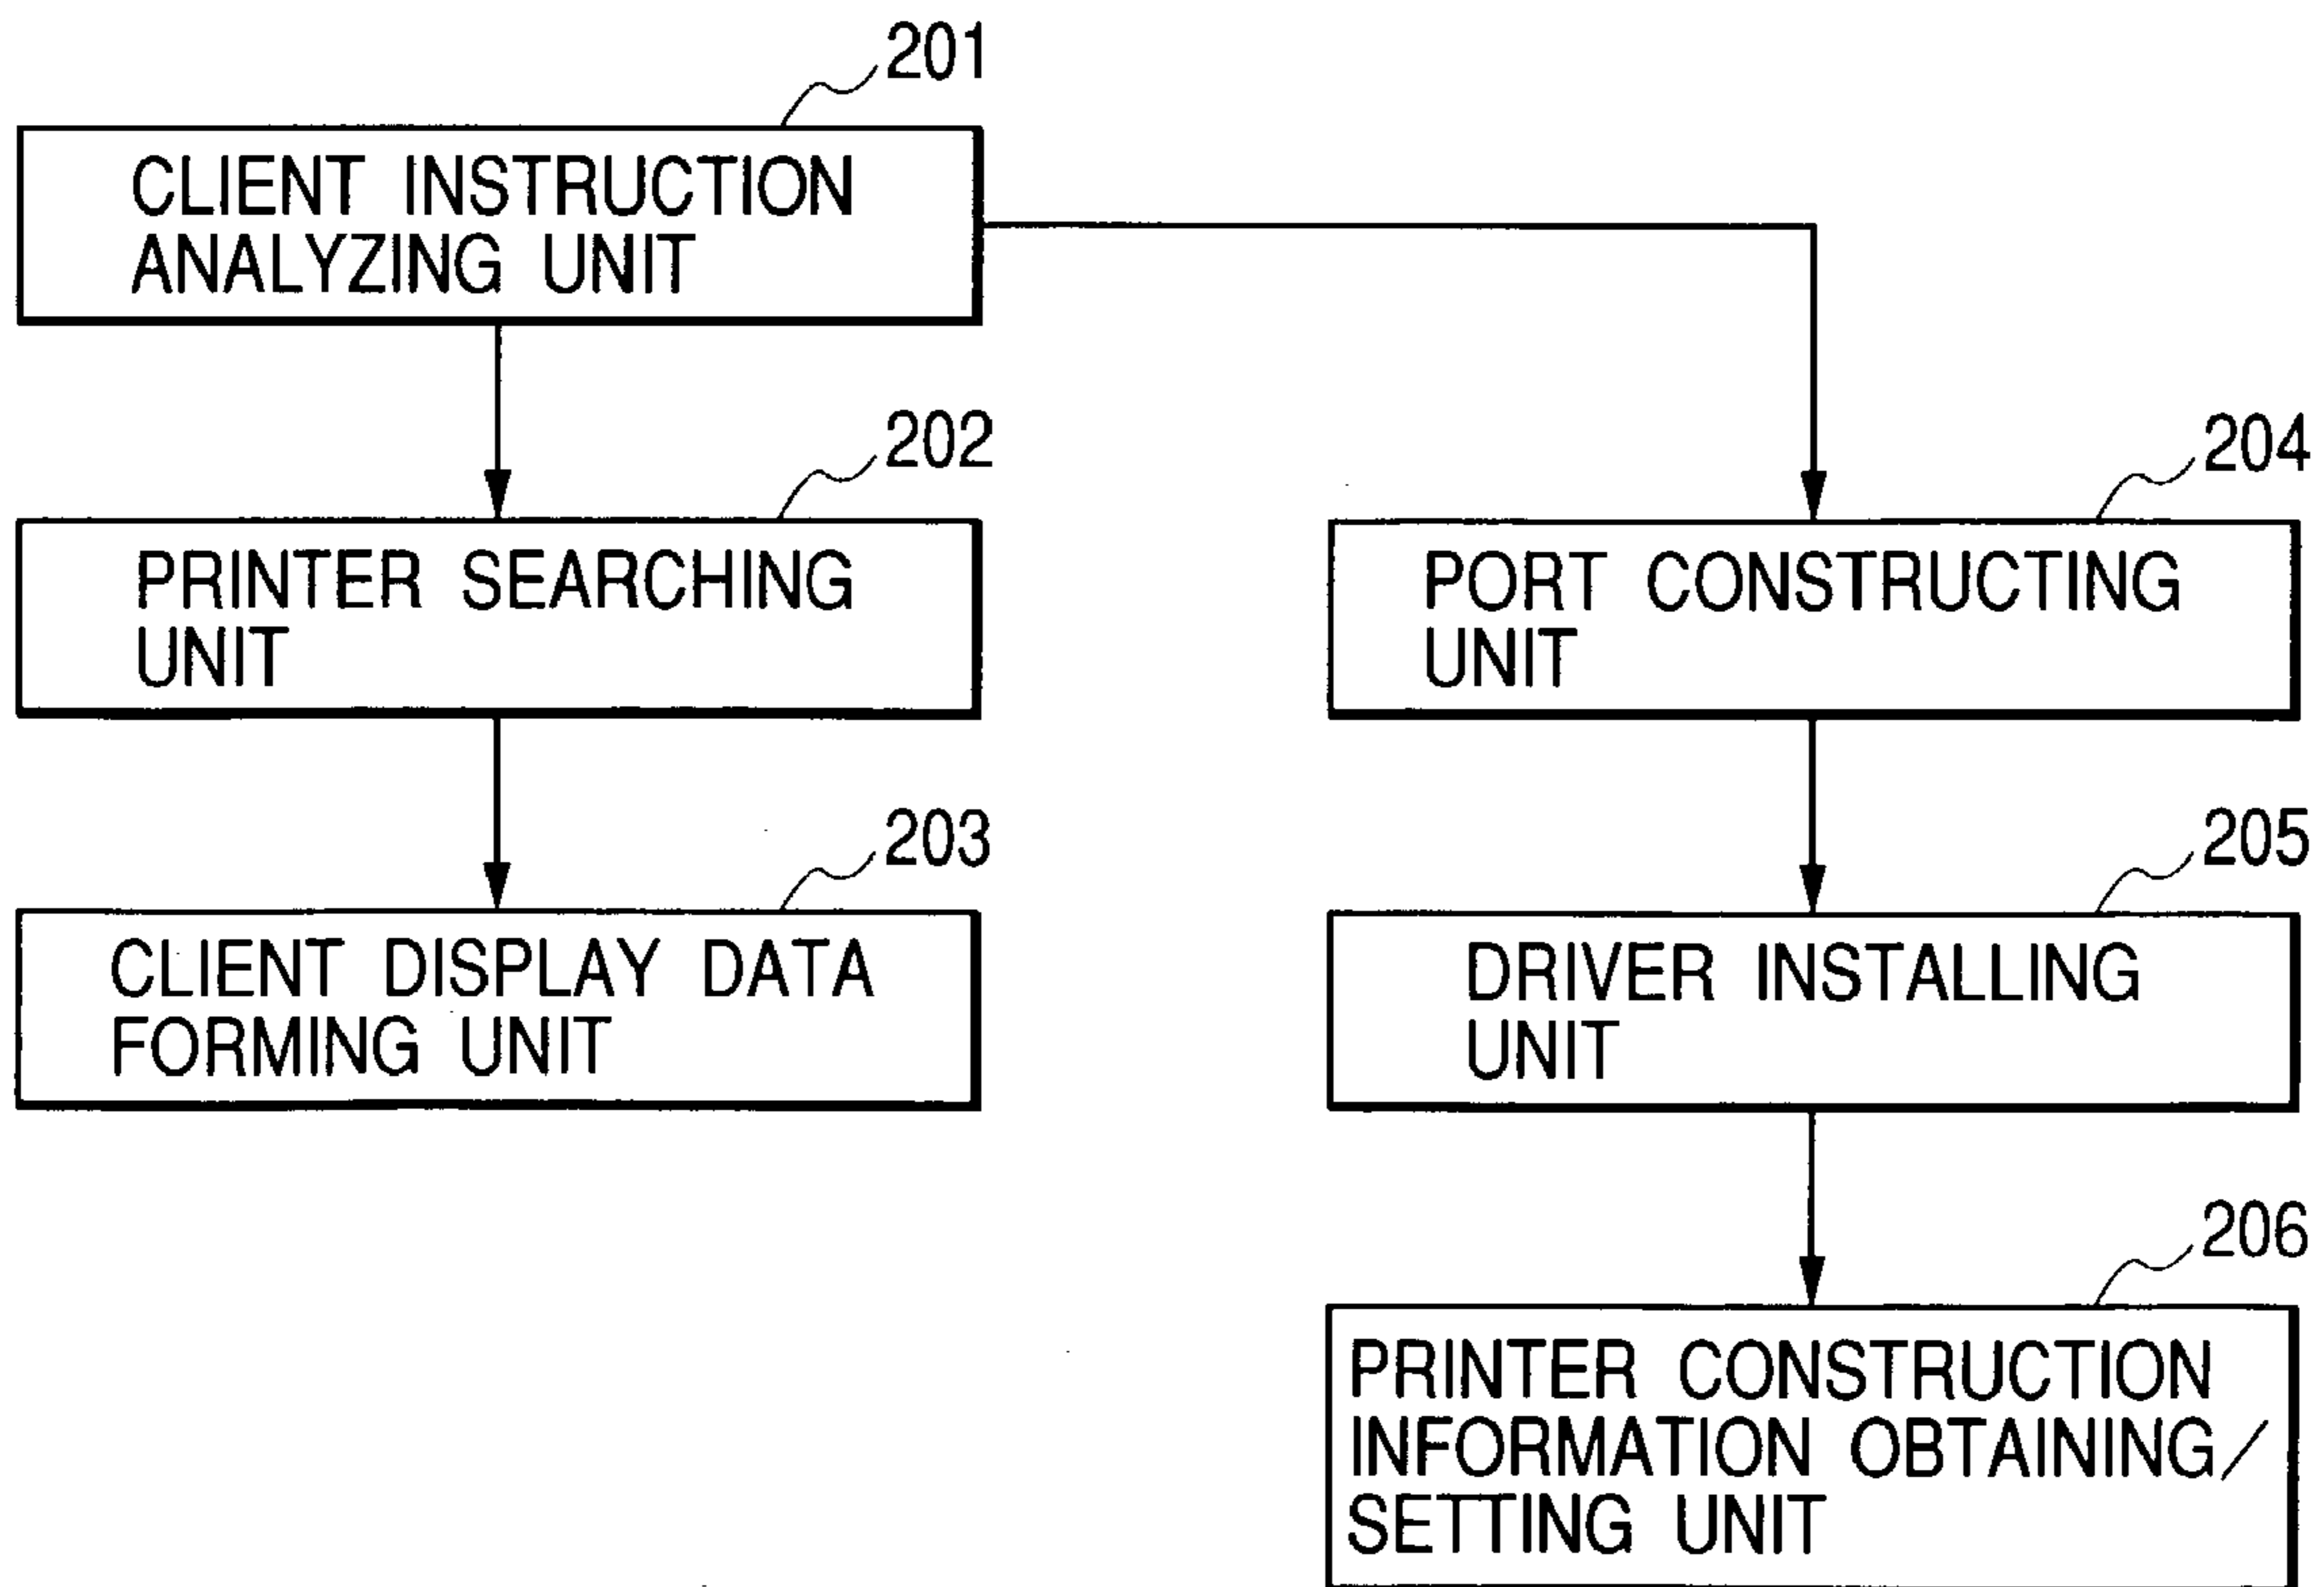 201
CLIENT INSTRUCTION
ANALYZING UNIT
202
PRINTER SEARCHING
UNIT
203
CLIENT DISPLAY DATA
FORMING UNIT
204
PORT CONSTRUCTING
UNIT
205
DRIVER INSTALLING
UNIT
206
PRINTER CONSTRUCTION
INFORMATION OBTAINING/
SETTING UNIT